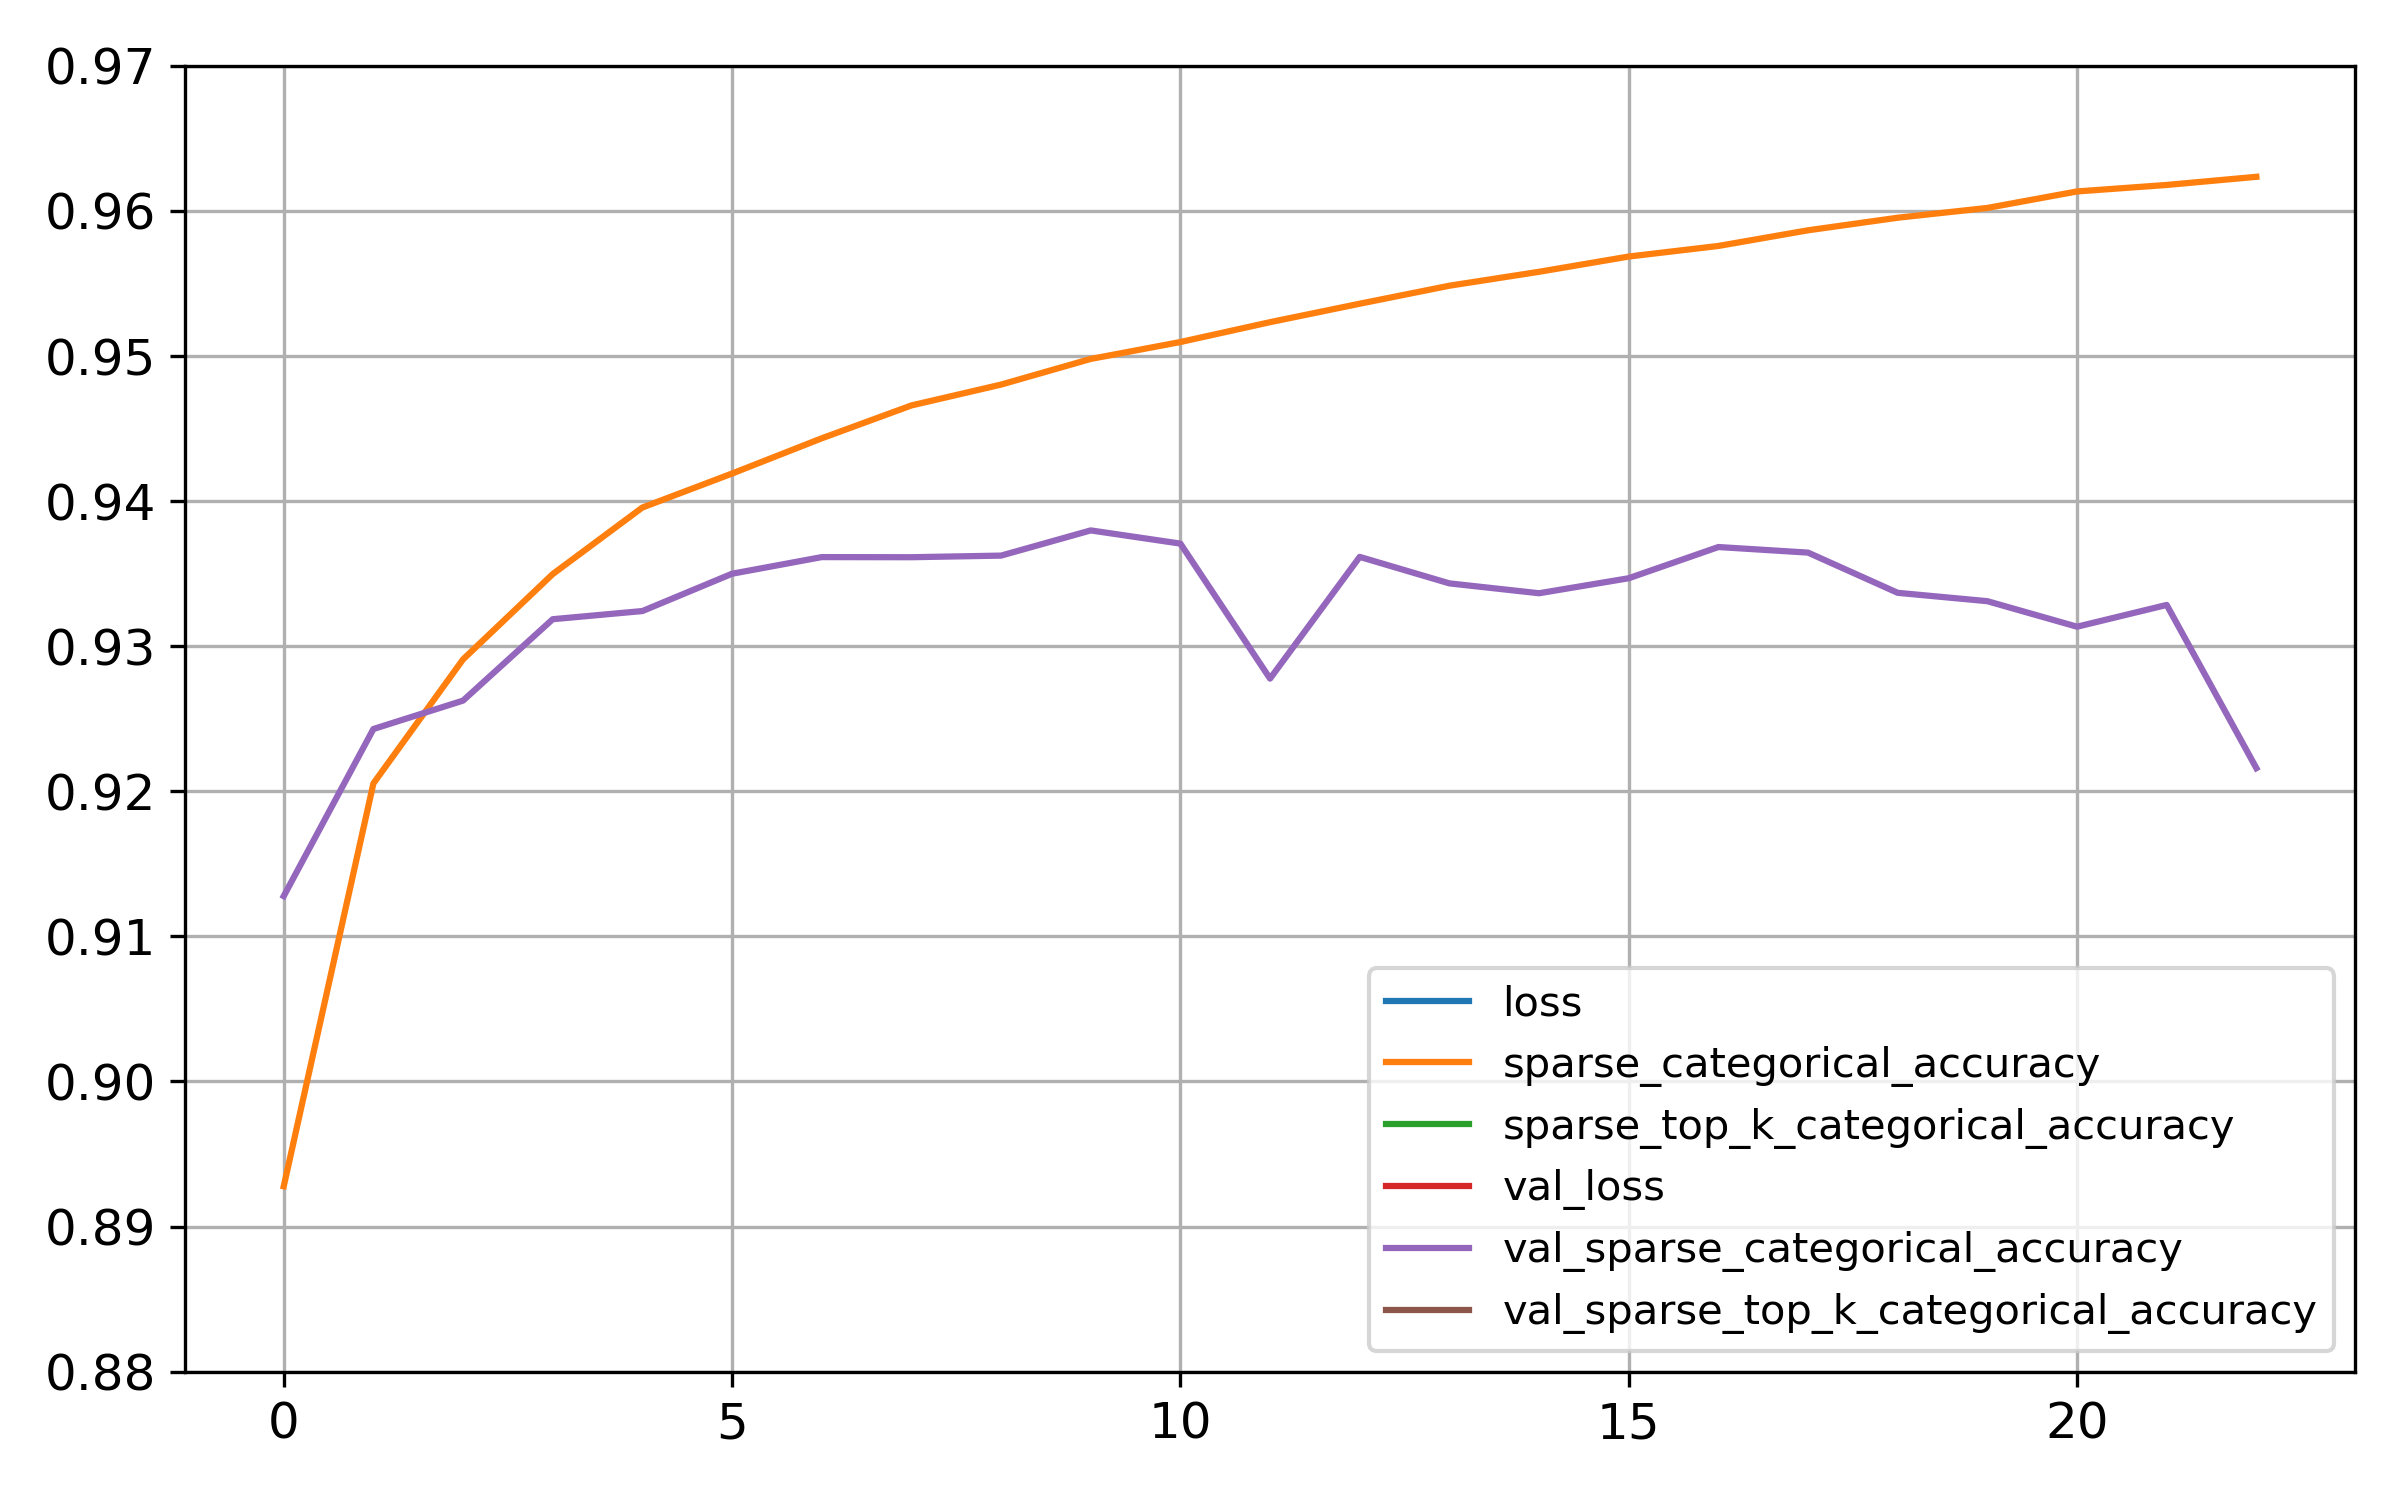 0.97
0.96
0.95
0.94
0.93
0.92
0.91
0.90
0.89
0.88
0 5 10 15 20
loss
sparse_categorical_accuracy
sparse_top_k_categorical_accuracy
val_loss
val_sparse_categorical_accuracy
val_sparse_top_k_categorical_accuracy